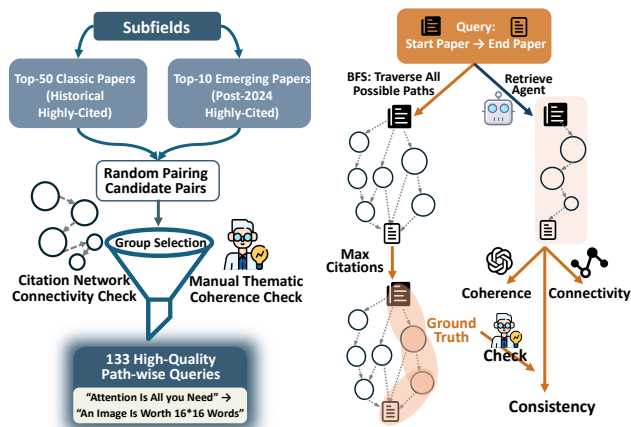 Subfields
Top-50 Classic Papers
(Historical
Highly-Cited)
Top-10 Emerging Papers
(Post-2024
Highly-Cited)
Random Pairing
Candidate Pairs
Group Selection
Citation Network
Connectivity Check
Manual Thematic
Coherence Check
133 High-Quality
Path-wise Queries
“Attention Is All you Need” →
“An Image Is Worth 16*16 Words”
Query:
Start Paper → End Paper
BFS: Traverse All
Possible Paths
Retrieve
Agent
Max
Citations
Ground
Truth
Check
Coherence
Connectivity
Consistency